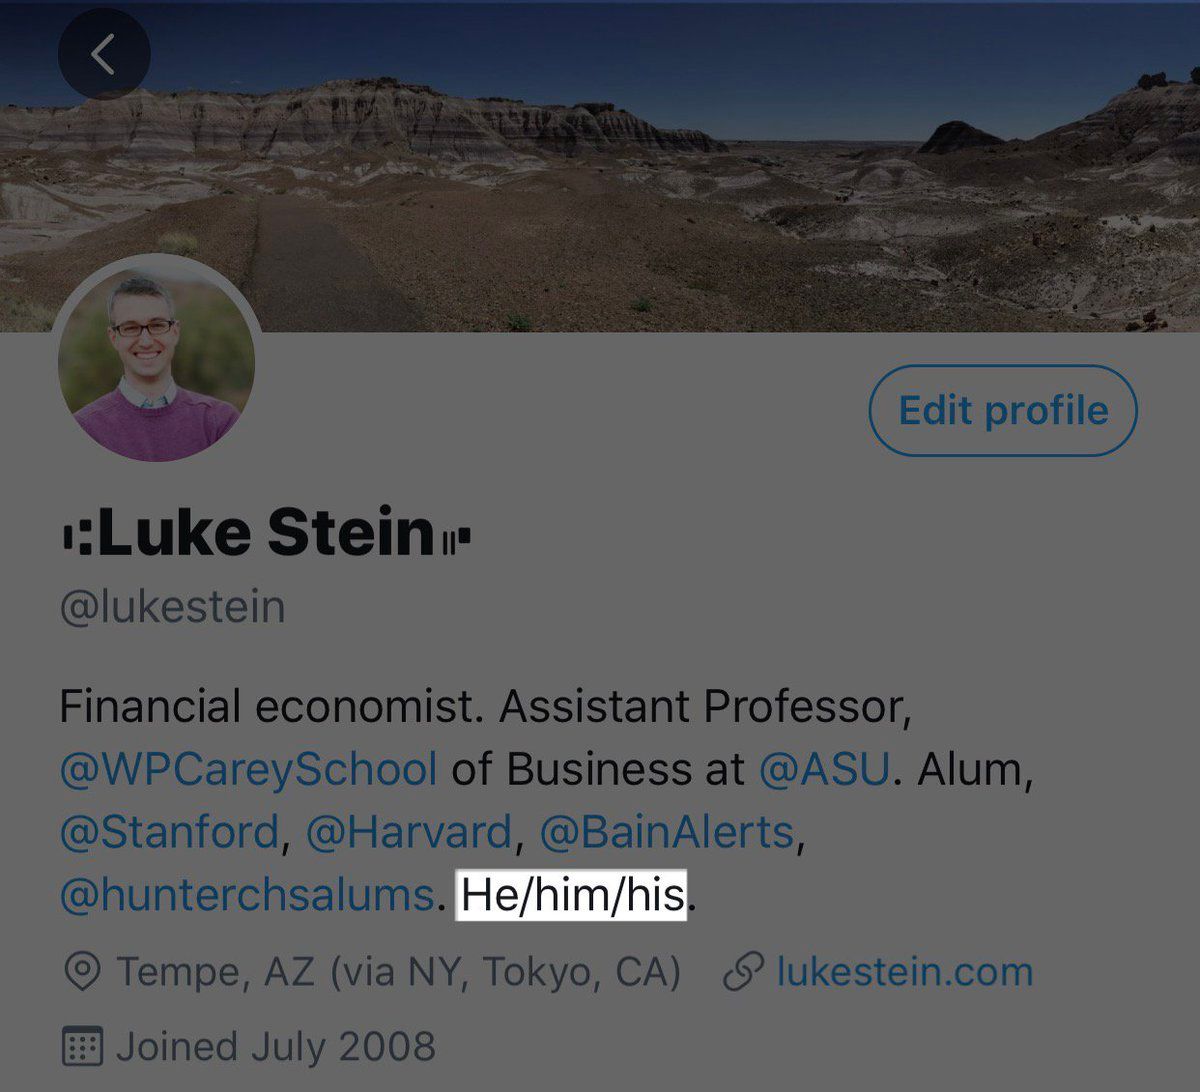 Edit profile
⑆Luke Stein⑈
@lukestein
Financial economist. Assistant Professor,
@WPCareySchool of Business at @ASU. Alum,
@Stanford, @Harvard, @BainAlerts,
@hunterchsalums. He/him/his.
Tempe, AZ (via NY, Tokyo, CA) lukestein.com
Joined July 2008